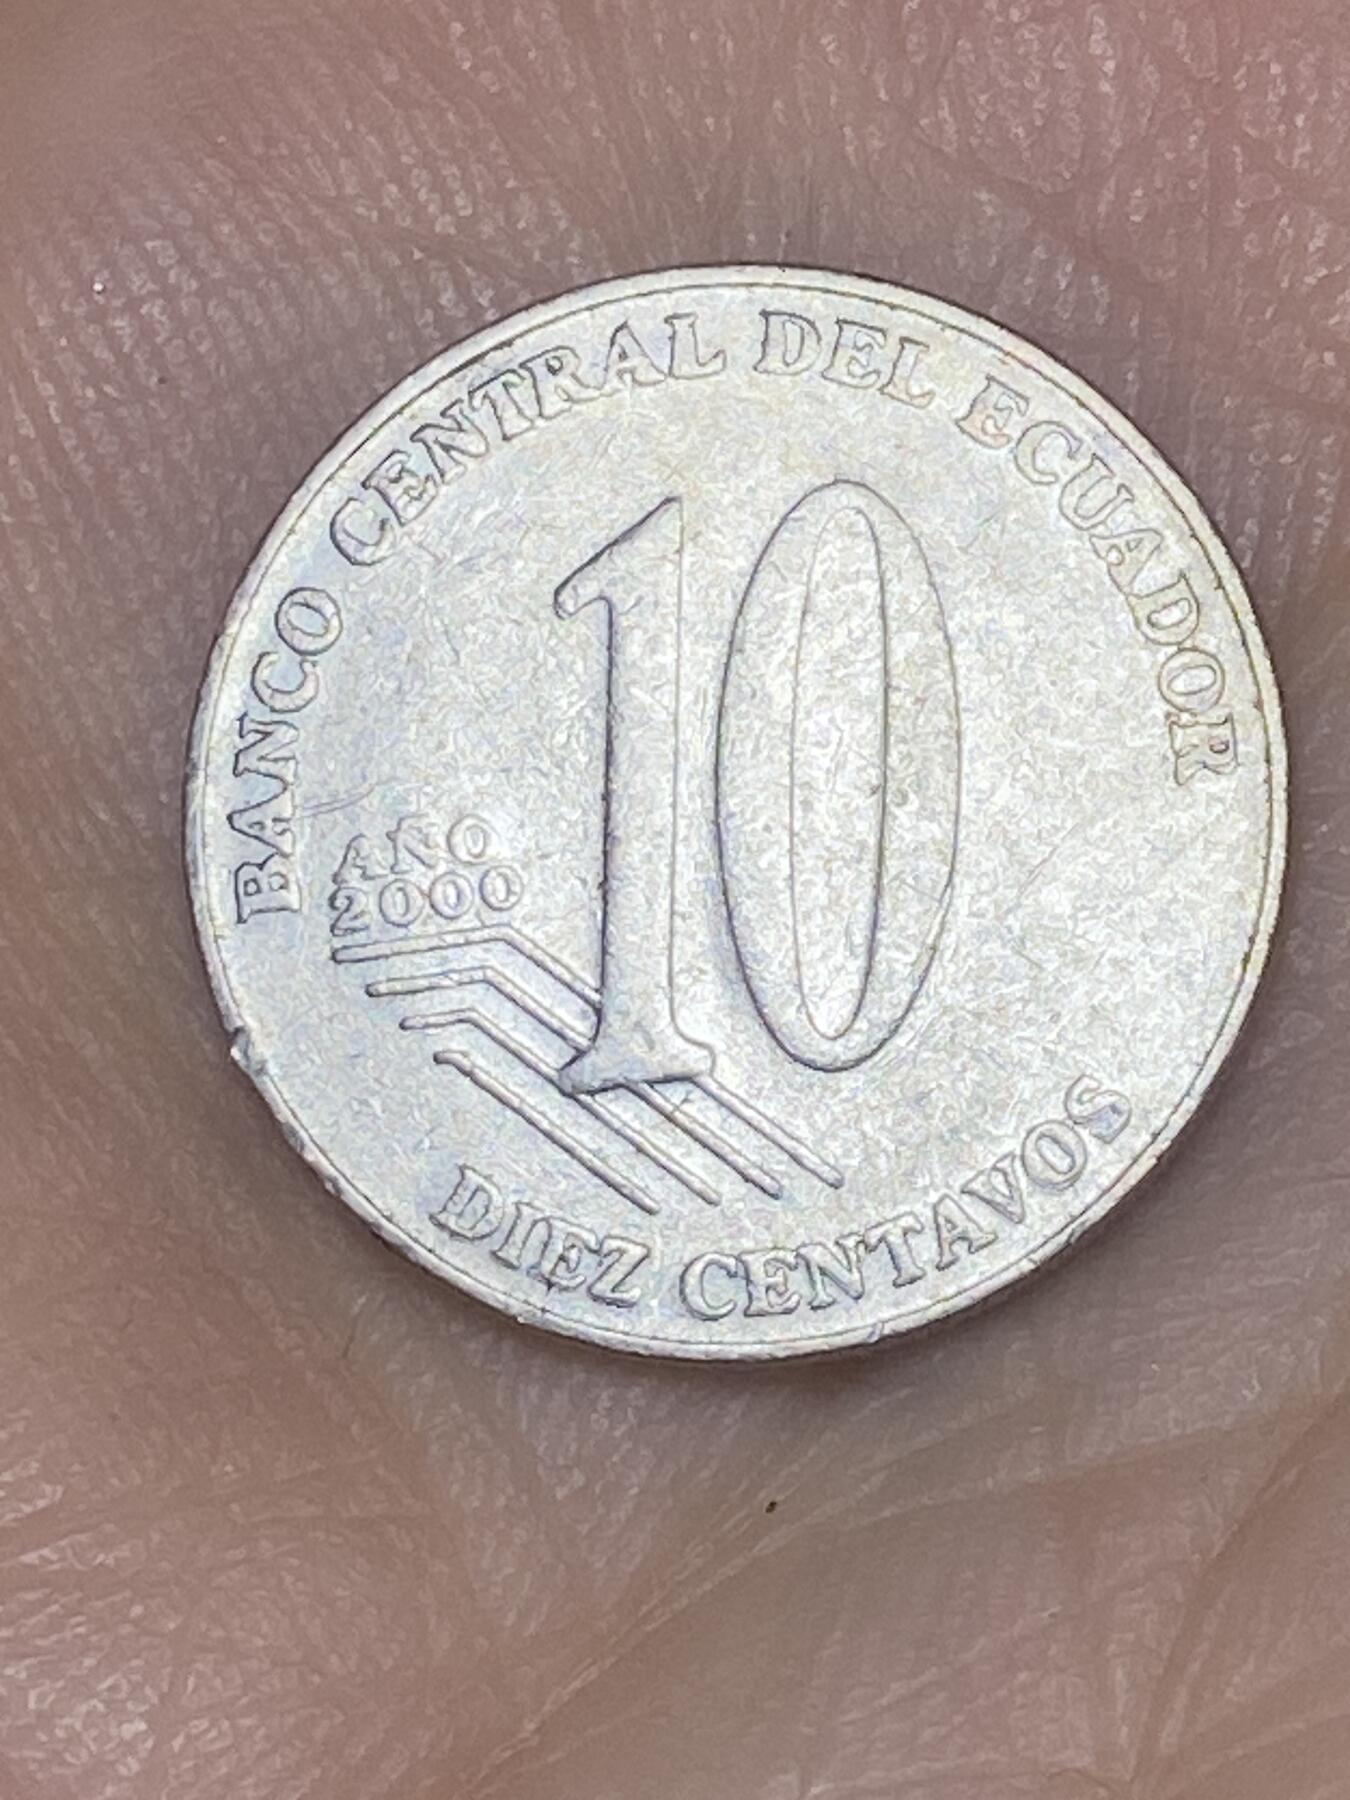 BANCO CENTRAL DEL ECUADOR
10
AÑO
2000
DIEZ CENTAVOS